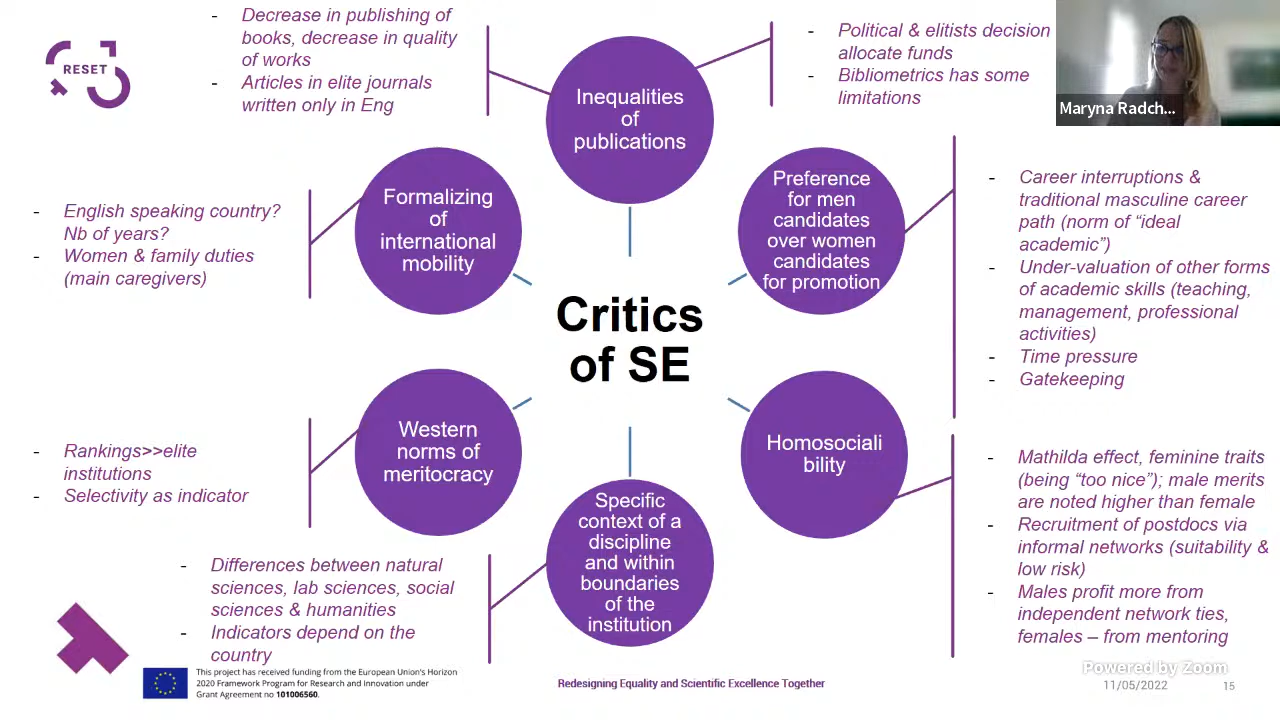 - Decrease in publishing of
books, decrease in quality
of works
- Articles in elite journals
written only in Eng
- Political & elitists decision
allocate funds
- Bibliometrics has some
limitations
RESET
Maryna Radch...
Inequalities
of
publications
Formalizing
of
international
mobility
Preference
for men
candidates
over women
candidates
for promotion
- English speaking country?
Nb of years?
- Women & family duties
(main caregivers)
- Career interruptions &
traditional masculine career
path (norm of “ideal
academic”)
- Under-valuation of other forms
of academic skills (teaching,
management, professional
activities)
- Time pressure
- Gatekeeping
Critics
of SE
Western
norms of
meritocracy
Homosociali
bility
- Rankings>>elite
institutions
- Selectivity as indicator
- Mathilda effect, feminine traits
(being “too nice”); male merits
are noted higher than female
- Recruitment of postdocs via
informal networks (suitability &
low risk)
- Males profit more from
independent network ties,
females – from mentoring
Specific
context of a
discipline
and within
boundaries
of the
institution
- Differences between natural
sciences, lab sciences, social
sciences & humanities
- Indicators depend on the
country
This project has received funding from the European Union's Horizon
2020 Framework Program for Research and Innovation under
Grant Agreement no 101006560.
Redesigning Equality and Scientific Excellence Together
Powered by Zoom
11/05/2022
15